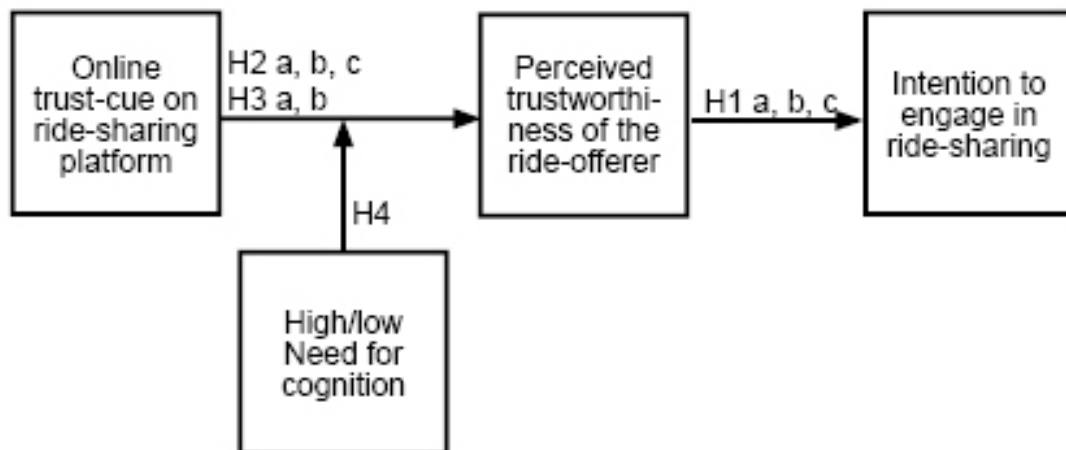 Online
trust-cue on
ride-sharing
platform
H2 a, b, c
H3 a, b
Perceived
trustworthi-
ness of the
ride-offerer
H1 a, b, c
Intention to
engage in
ride-sharing
H4
High/low
Need for
cognition